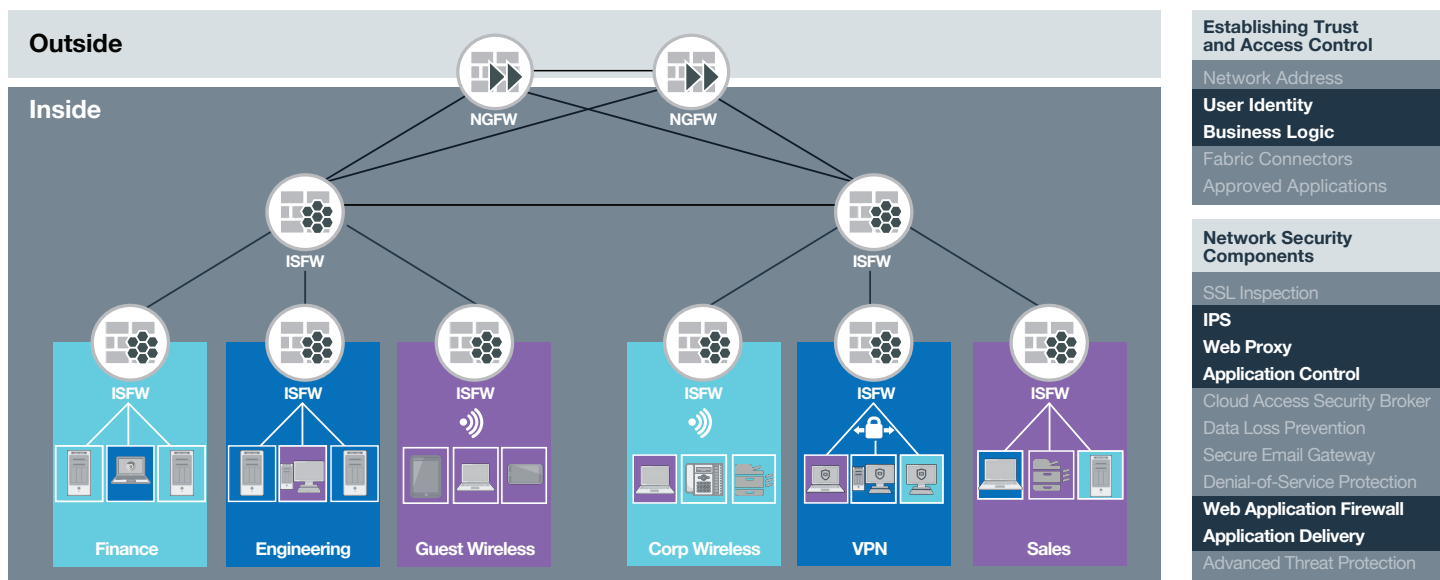 Outside
Inside
NGFW
NGFW
ISFW
ISFW
ISFW
ISFW
ISFW
ISFW
ISFW
ISFW
Finance
Engineering
Guest Wireless
Corp Wireless
VPN
Sales
Establishing Trust
and Access Control
Network Address
User Identity
Business Logic
Fabric Connectors
Approved Applications
Network Security
Components
SSL Inspection
IPS
Web Proxy
Application Control
Cloud Access Security Broker
Data Loss Prevention
Secure Email Gateway
Denial-of-Service Protection
Web Application Firewall
Application Delivery
Advanced Threat Protection